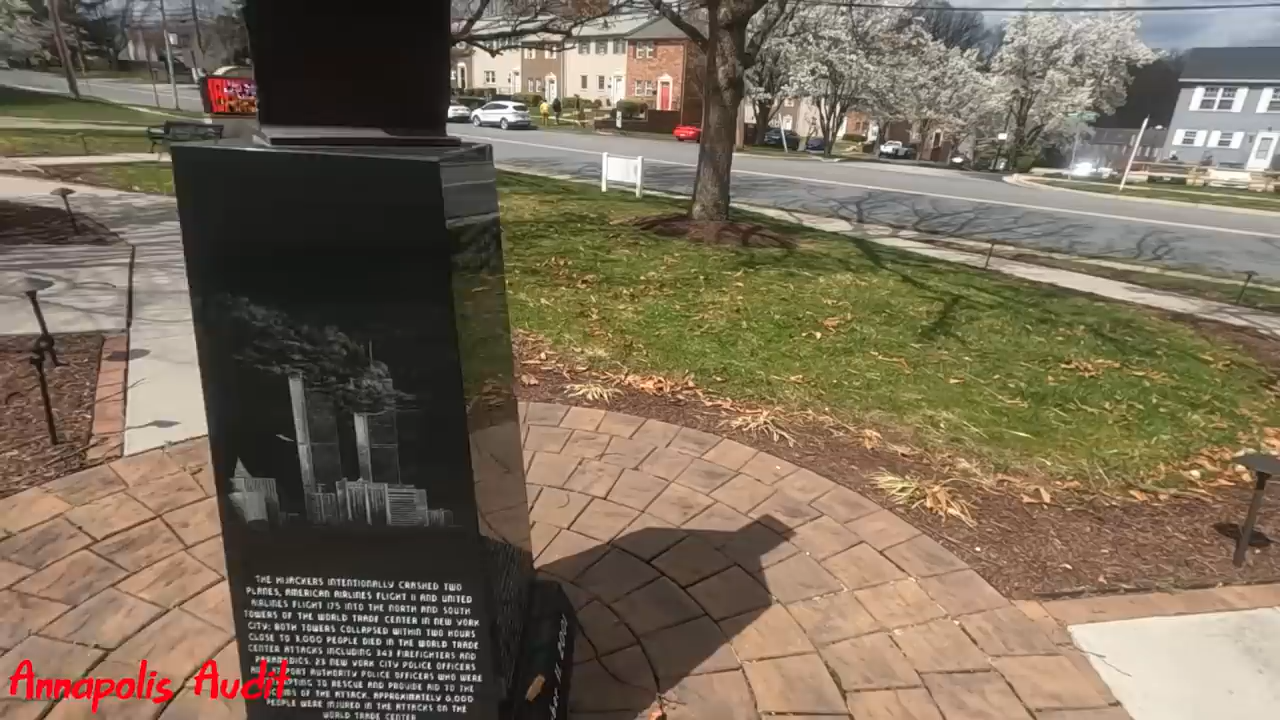 THE HIJACKERS INTENTIONALLY CRASHED TWO
PLANES, AMERICAN AIRLINES FLIGHT 11 AND UNITED
AIRLINES FLIGHT 175 INTO THE NORTH AND SOUTH
TOWERS OF THE WORLD TRADE CENTER IN NEW YORK
CITY; BOTH TOWERS COLLAPSED WITHIN TWO HOURS.
CLOSE TO 3,000 PEOPLE DIED IN THE WORLD TRADE
CENTER ATTACKS INCLUDING 343 FIREFIGHTERS AND
PARAMEDICS, 23 NEW YORK CITY POLICE OFFICERS
PORT AUTHORITY POLICE OFFICERS WHO WERE
TO RESCUE AND PROVIDE AID TO THE
OF THE ATTACK. APPROXIMATELY 6,000
PEOPLE WERE INJURED IN THE ATTACKS ON THE
WORLD TRADE CENTER
11 2001
Annapolis Audit